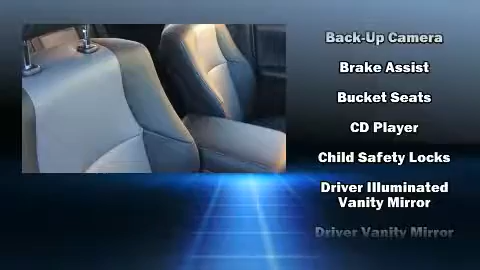 Back-Up Camera
Brake Assist
Bucket Seats
CD Player
Child Safety Locks
Driver Illuminated
Vanity Mirror
Driver Vanity Mirror